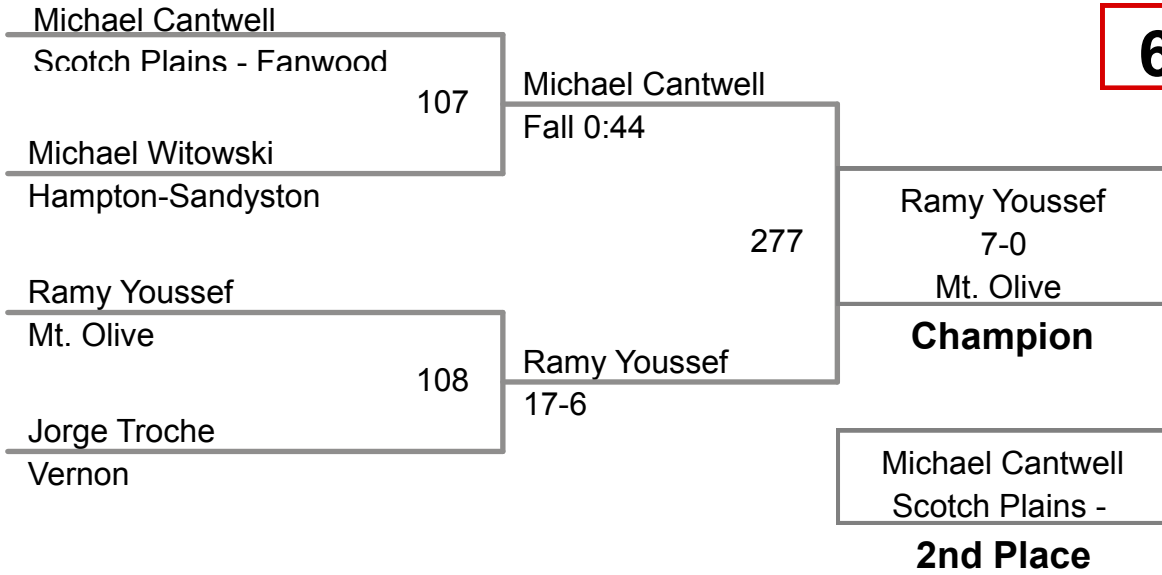 Michael Cantwell
Scotch Plains - Fanwood
107
Michael Witowski
Hampton-Sandyston
Ramy Youssef
Mt. Olive
108
Jorge Troche
Vernon
Michael Cantwell
Fall 0:44
277
Ramy Youssef
17-6
6
Ramy Youssef
7-0
Mt. Olive
Champion
Michael Cantwell
Scotch Plains -
2nd Place